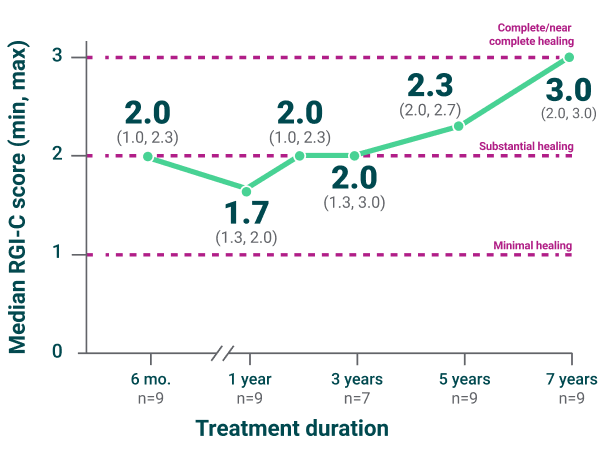 Complete/near
complete healing
3
2.3
(2.0, 2.7)
3.0
(2.0, 3.0)
2.0
(1.0, 2.3)
2.0
(1.0, 2.3)
Substantial healing
2
2.0
(1.3, 3.0)
1.7
(1.3, 2.0)
Minimal healing
1
0
Median RGI-C score (min, max)
6 mo.
n=9
1 year
n=9
3 years
n=7
5 years
n=9
7 years
n=9
Treatment duration